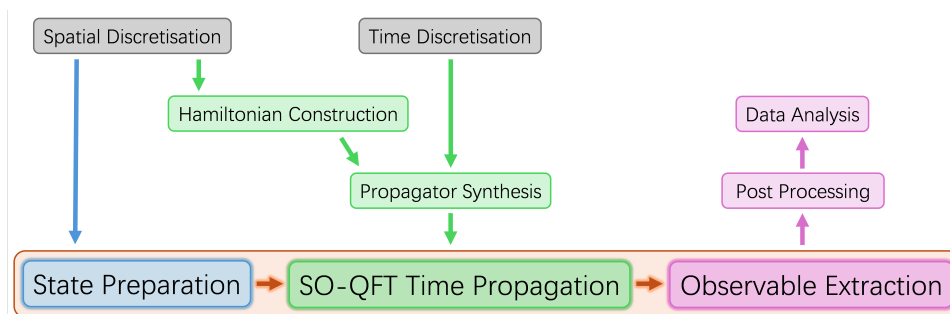 Spatial Discretisation
Time Discretisation
Hamiltonian Construction
Data Analysis
Propagator Synthesis
Post Processing
State Preparation
SO-QFT Time Propagation
Observable Extraction